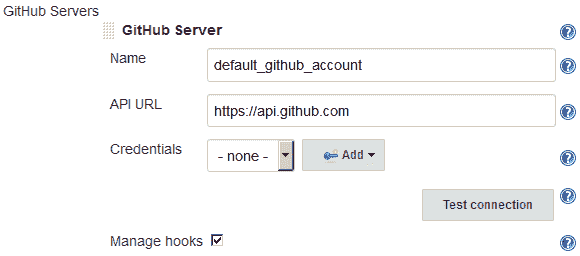 GitHub Servers
GitHub Server
Name default_github_account
API URL https://api.github.com
Credentials - none - Add
Test connection
Manage hooks